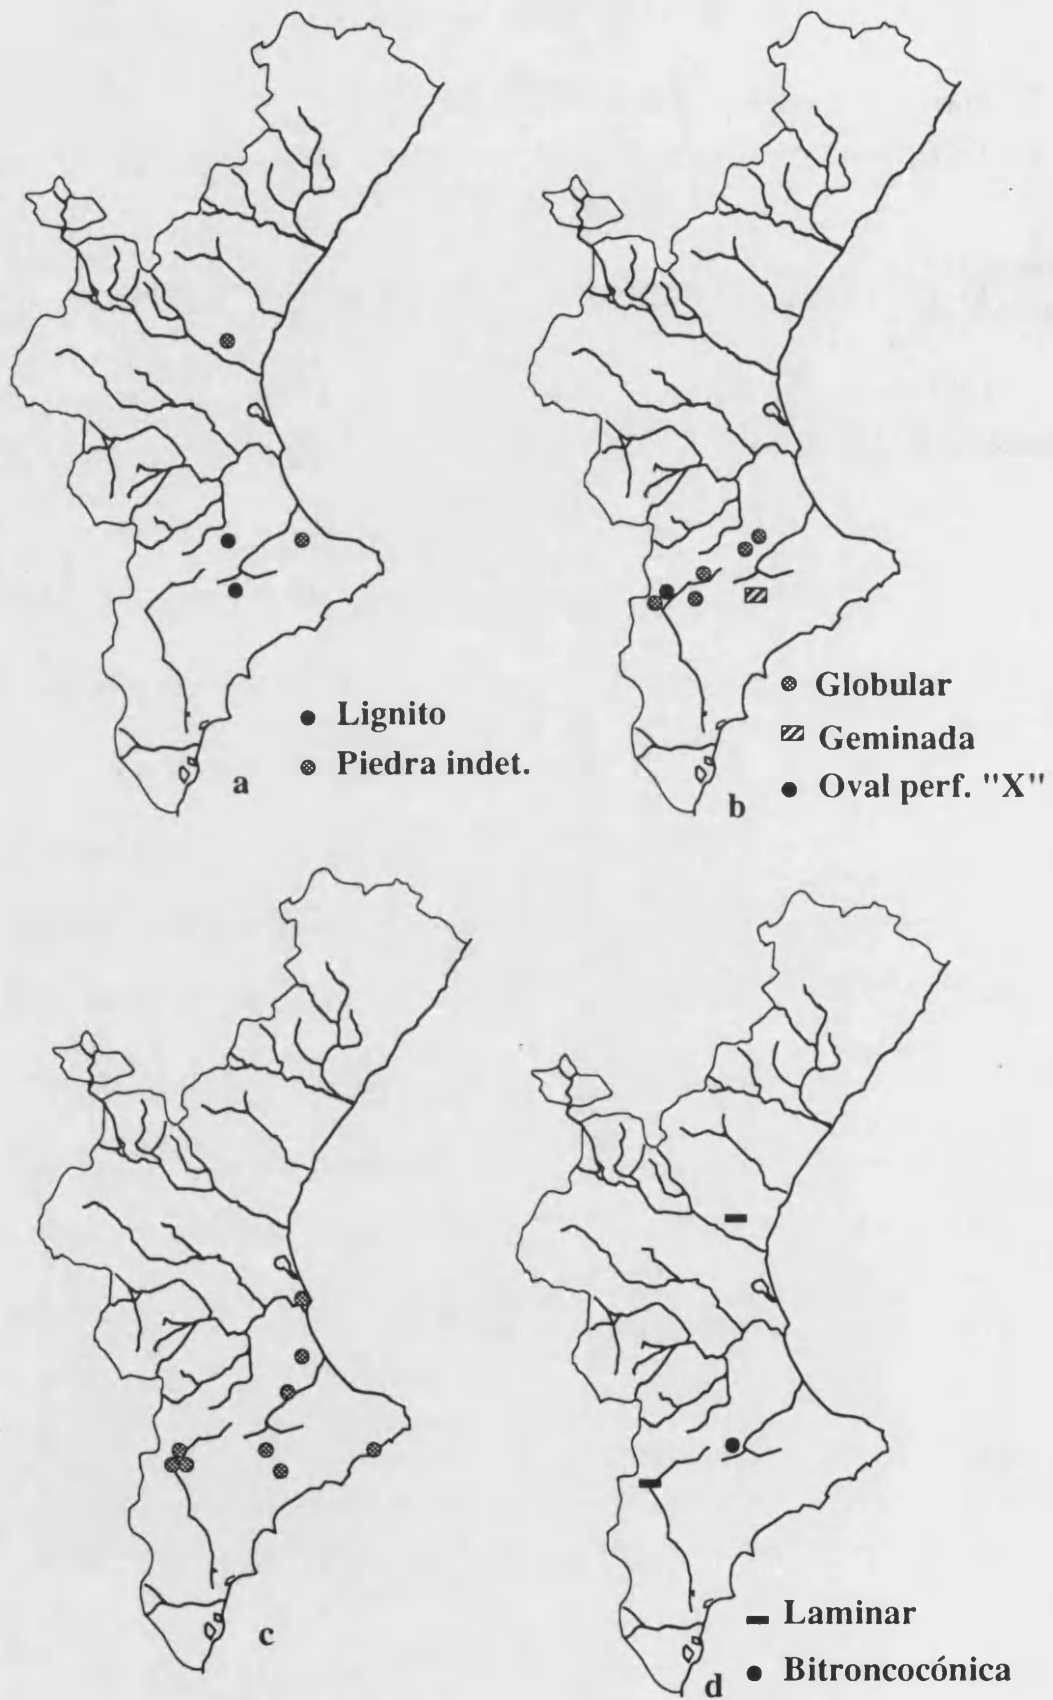 Lignito
Piedra indet.
a
Globular
Geminada
Oval perf. "X"
b
c
Laminar
Bitroncocónica
d